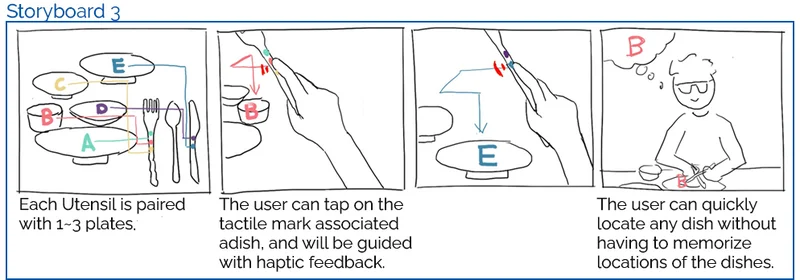 Storyboard 3
E
C
B
D
A
Each Utensil is paired
with 1~3 plates.
B
The user can tap on the
tactile mark associated
adish, and will be guided
with haptic feedback.
E
B
B
The user can quickly
locate any dish without
having to memorize
locations of the dishes.